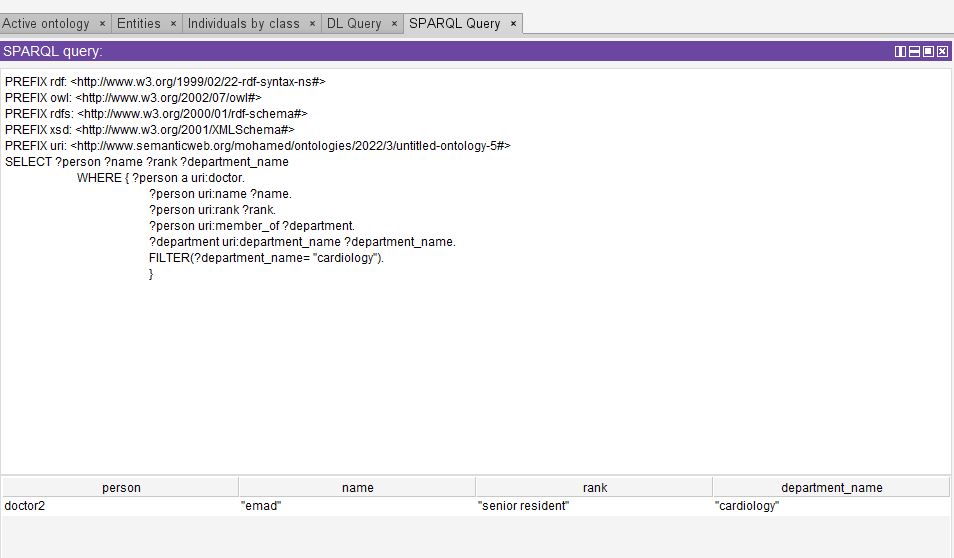 Active ontology × Entities × Individuals by class × DL Query × SPARQL Query ×
SPARQL query:
PREFIX rdf: <http://www.w3.org/1999/02/22-rdf-syntax-ns#>
PREFIX owl: <http://www.w3.org/2002/07/owl#>
PREFIX rdfs: <http://www.w3.org/2000/01/rdf-schema#>
PREFIX xsd: <http://www.w3.org/2001/XMLSchema#>
PREFIX uri: <http://www.semanticweb.org/mohamed/ontologies/2022/3/untitled-ontology-5#>
SELECT ?person ?name ?rank ?department_name
WHERE { ?person a uri:doctor.
?person uri:name ?name.
?person uri:rank ?rank.
?person uri:member_of ?department.
?department uri:department_name ?department_name.
FILTER(?department_name= "cardiology").
}
person name rank department_name
doctor2 "emad" "senior resident" "cardiology"